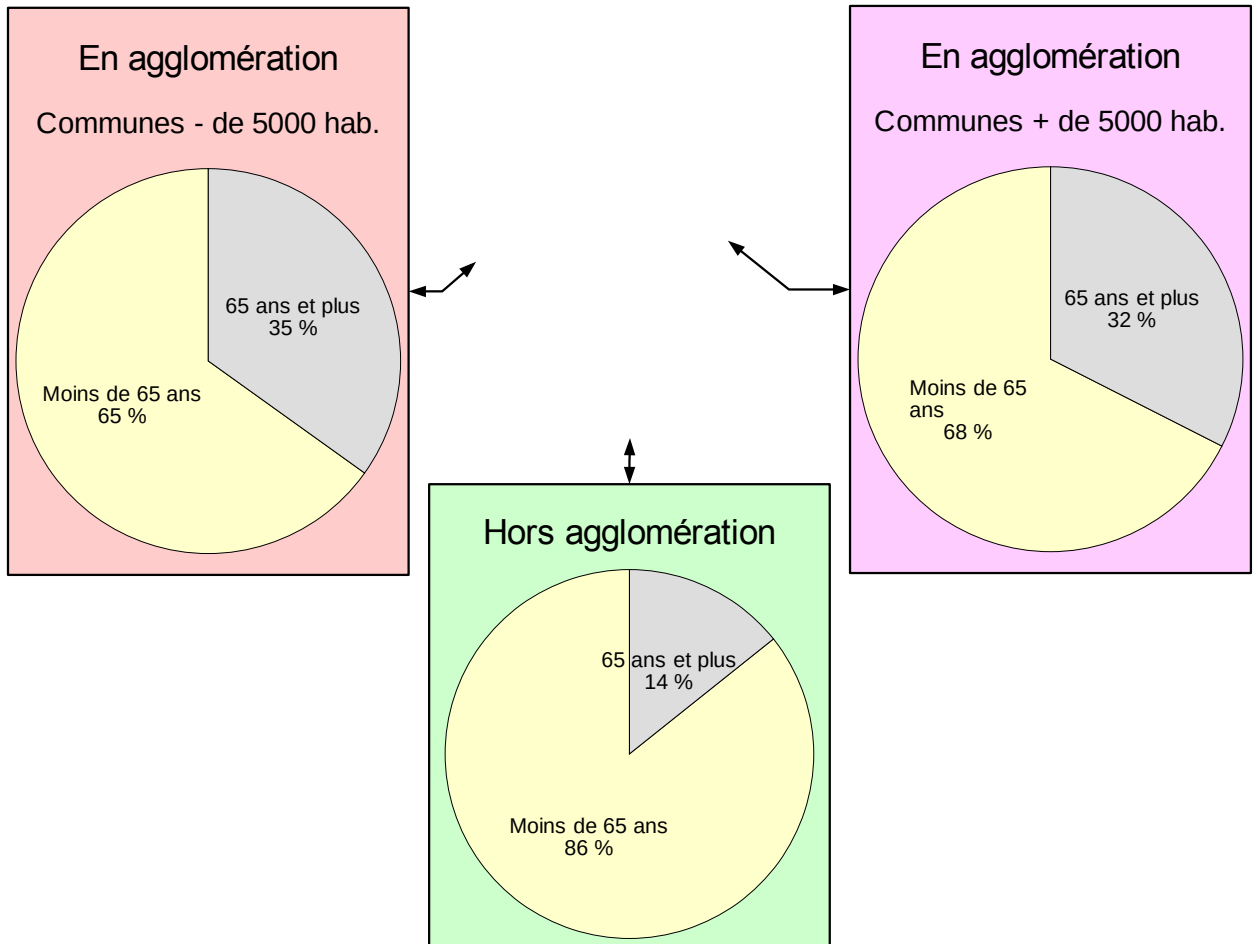 En agglomération
Communes - de 5000 hab.
65 ans et plus
35 %
Moins de 65 ans
65 %
En agglomération
Communes + de 5000 hab.
65 ans et plus
32 %
Moins de 65
ans
68 %
Hors agglomération
65 ans et plus
14 %
Moins de 65 ans
86 %